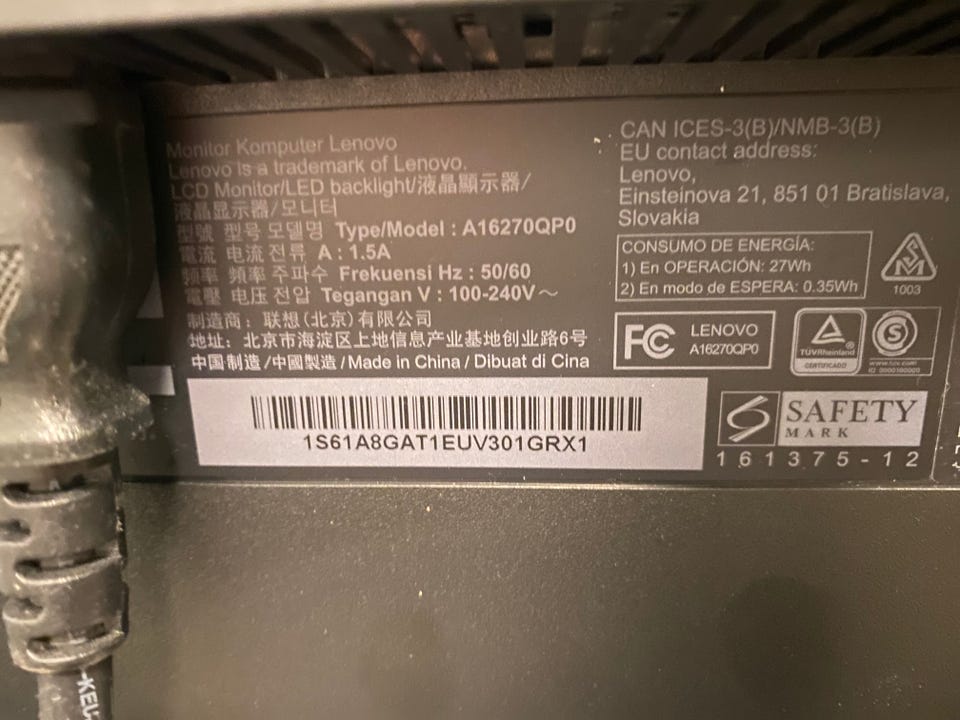 Monitor Komputer Lenovo
Lenovo is a trademark of Lenovo.
LCD Monitor/LED backlight/液晶顯示器/
液晶显示器/모니터
型號 型号 모델명 Type/Model : A16270QP0
電流 电流 전류 A : 1.5A
频率 頻率 주파수 Frekuensi Hz : 50/60
電壓 电压 전압 Tegangan V : 100-240V～
制造商：联想(北京)有限公司
地址：北京市海淀区上地信息产业基地创业路6号
中国制造/中國製造/Made in China / Dibuat di Cina
1S61A8GAT1EUV301GRX1
CAN ICES-3(B)/NMB-3(B)
EU contact address:
Lenovo,
Einsteinova 21, 851 01 Bratislava,
Slovakia
CONSUMO DE ENERGÍA:
1) En OPERACIÓN: 27Wh
2) En modo de ESPERA: 0.35Wh
1003
FC LENOVO
A16270QP0
TÜVRheinland
CERTIFICADO
S
www.tuv.com
SAFETY
MARK
161375-12
-KEU